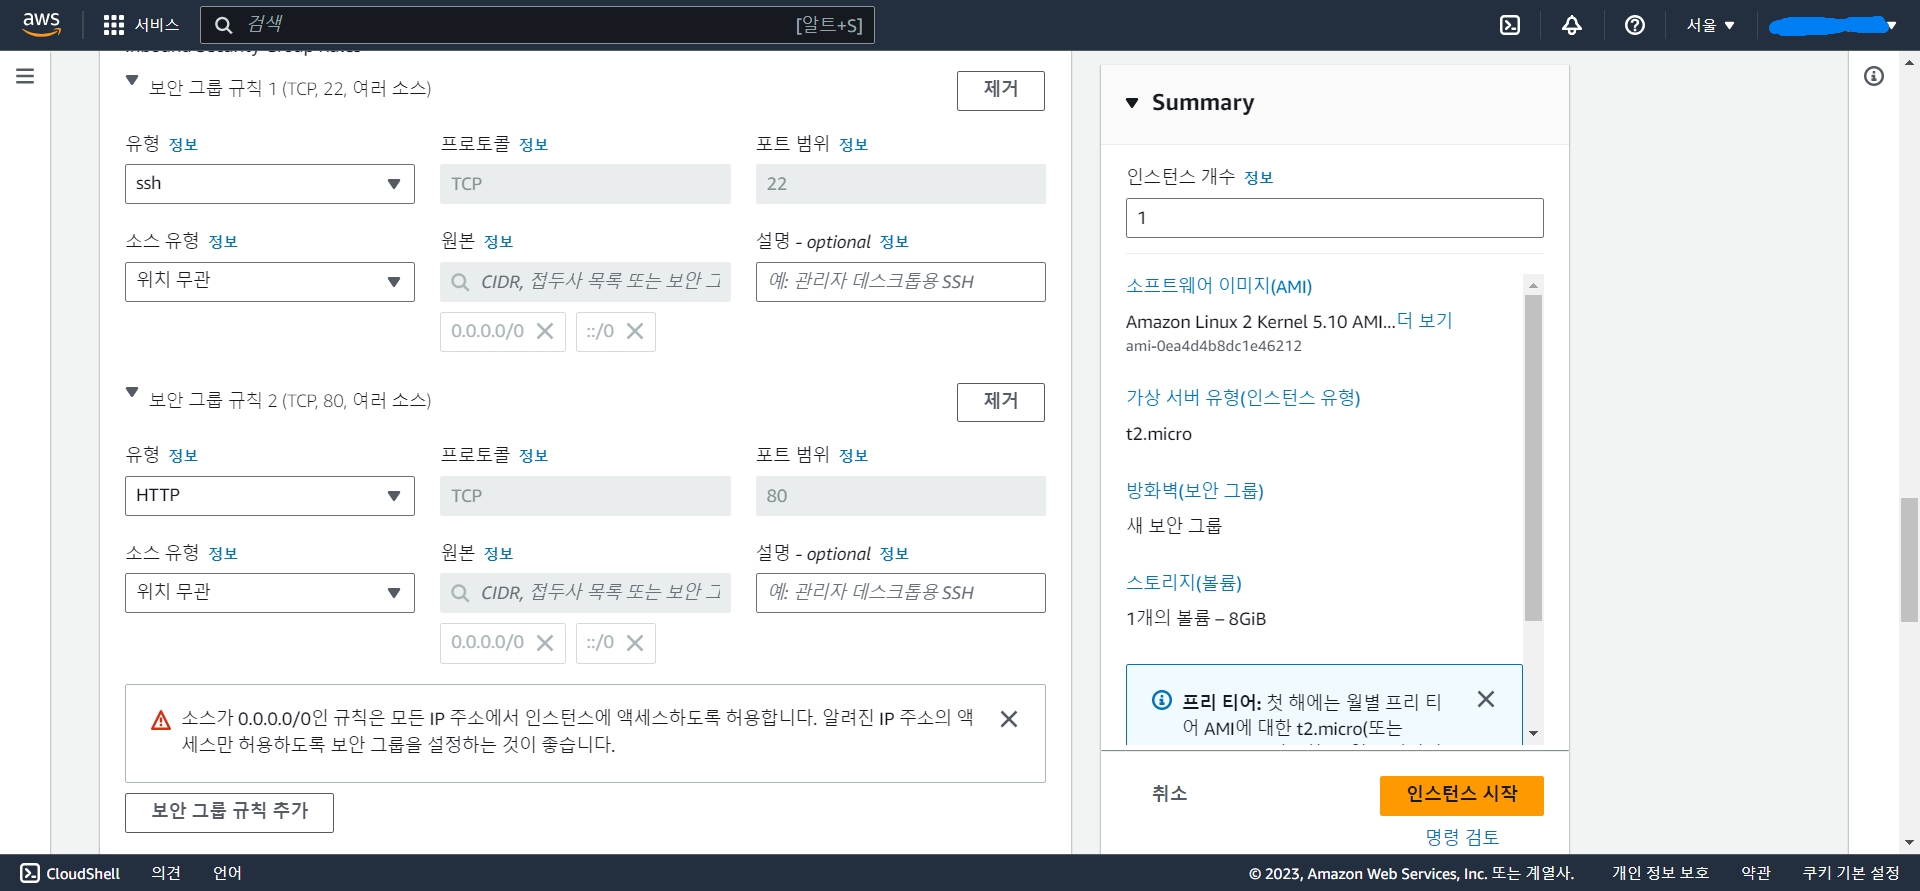 aws
서비스
검색
[알트+S]
서울
Inbound Security Group Rules
보안 그룹 규칙 1 (TCP, 22, 여러 소스)
제거
유형 정보
프로토콜 정보
포트 범위 정보
ssh
TCP
22
소스 유형 정보
원본 정보
설명 - optional 정보
위치 무관
CIDR, 접두사 목록 또는 보안 그
예: 관리자 데스크톱용 SSH
0.0.0.0/0
::/0
보안 그룹 규칙 2 (TCP, 80, 여러 소스)
제거
유형 정보
프로토콜 정보
포트 범위 정보
HTTP
TCP
80
소스 유형 정보
원본 정보
설명 - optional 정보
위치 무관
CIDR, 접두사 목록 또는 보안 그
예: 관리자 데스크톱용 SSH
0.0.0.0/0
::/0
소스가 0.0.0.0/0인 규칙은 모든 IP 주소에서 인스턴스에 액세스하도록 허용합니다. 알려진 IP 주소의 액
세스만 허용하도록 보안 그룹을 설정하는 것이 좋습니다.
보안 그룹 규칙 추가
Summary
인스턴스 개수 정보
1
소프트웨어 이미지(AMI)
Amazon Linux 2 Kernel 5.10 AMI...더 보기
ami-0ea4d4b8dc1e46212
가상 서버 유형(인스턴스 유형)
t2.micro
방화벽(보안 그룹)
새 보안 그룹
스토리지(볼륨)
1개의 볼륨 – 8GiB
프리 티어: 첫 해에는 월별 프리 티
어 AMI에 대한 t2.micro(또는
취소
인스턴스 시작
명령 검토
CloudShell
의견
언어
© 2023, Amazon Web Services, Inc. 또는 계열사.
개인 정보 보호
약관
쿠키 기본 설정